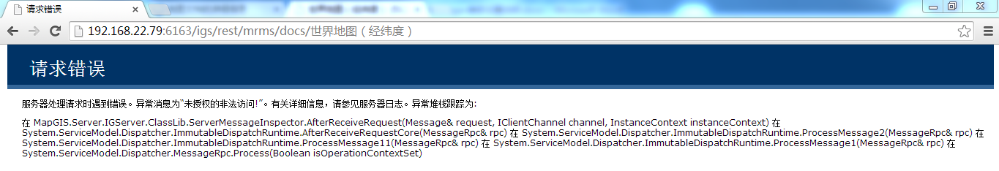 请求错误
192.168.22.79:6163/igs/rest/mrms/docs/世界地图（经纬度）
请求错误
服务器处理请求时遇到错误。异常消息为“未授权的非法访问!”。有关详细信息，请参见服务器日志。异常堆栈跟踪为:
在 MapGIS.Server.IGServer.ClassLib.ServerMessageInspector.AfterReceiveRequest(Message& request, IClientChannel channel, InstanceContext instanceContext) 在
System.ServiceModel.Dispatcher.ImmutableDispatchRuntime.AfterReceiveRequestCore(MessageRpc& rpc) 在 System.ServiceModel.Dispatcher.ImmutableDispatchRuntime.ProcessMessage2(MessageRpc& rpc) 在
System.ServiceModel.Dispatcher.ImmutableDispatchRuntime.ProcessMessage11(MessageRpc& rpc) 在 System.ServiceModel.Dispatcher.ImmutableDispatchRuntime.ProcessMessage1(MessageRpc& rpc) 在
System.ServiceModel.Dispatcher.MessageRpc.Process(Boolean isOperationContextSet)